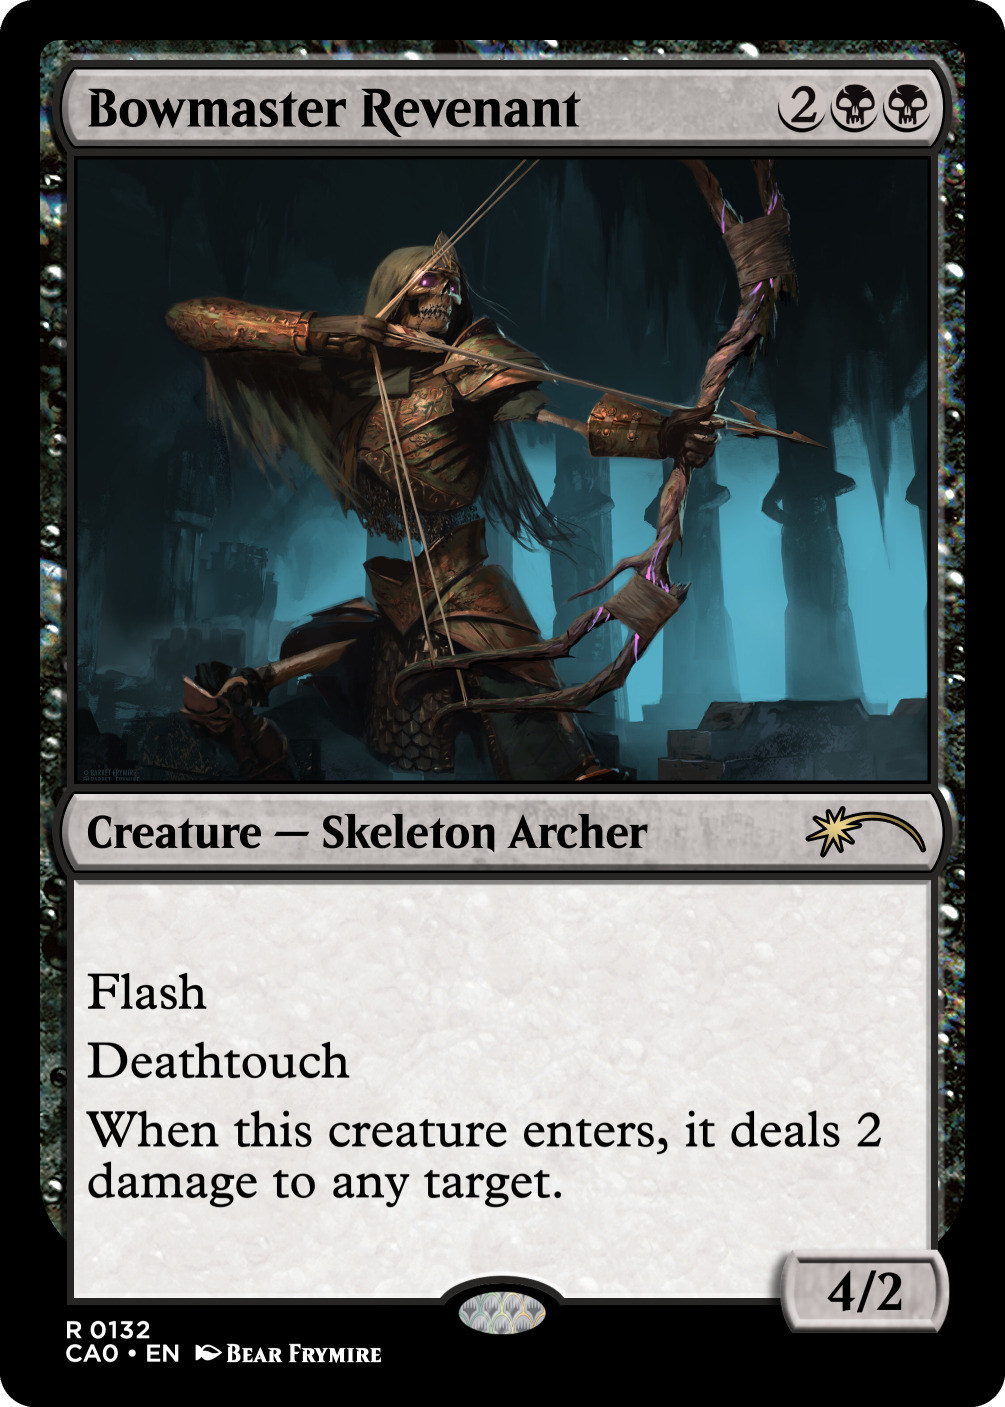 Bowmaster Revenant 2
Creature — Skeleton Archer
Flash
Deathtouch
When this creature enters, it deals 2
damage to any target.
4/2
R 0132
CAO • EN BEAR FRYMIRE